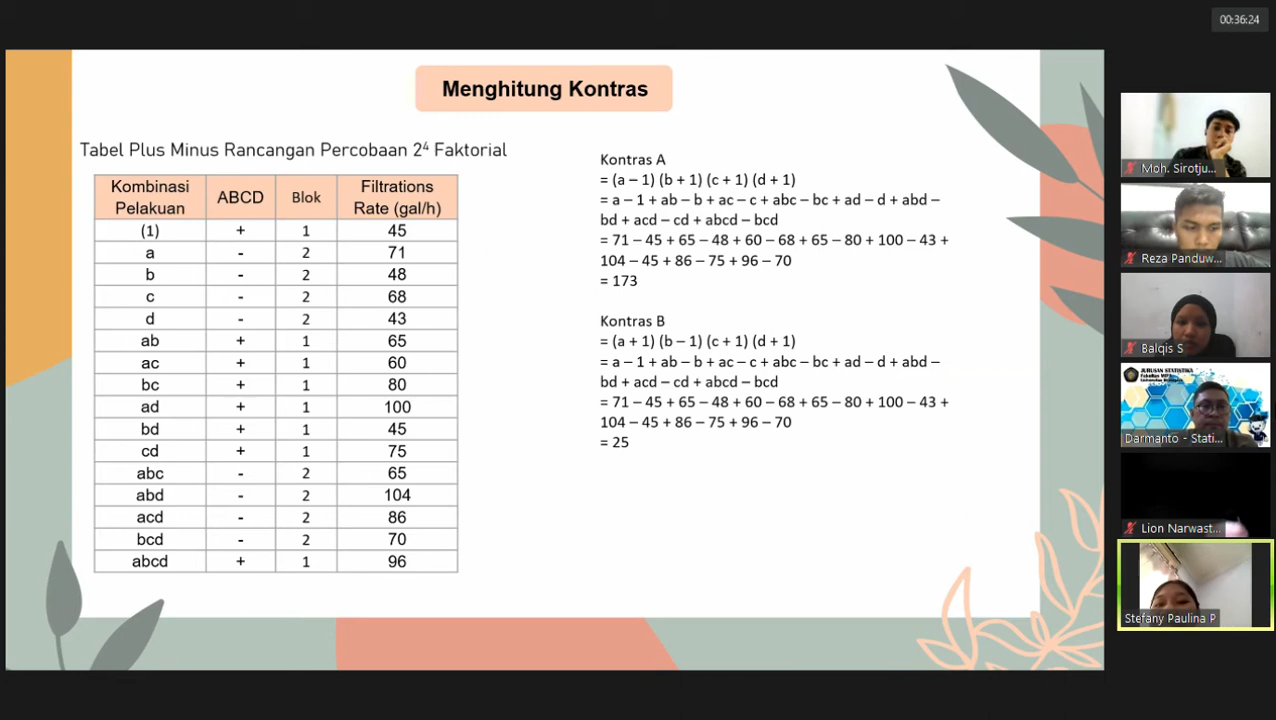 00:36:24
Menghitung Kontras
Tabel Plus Minus Rancangan Percobaan 2⁴ Faktorial
Kombinasi Pelakuan ABCD Blok Filtrations Rate (gal/h)
(1) + 1 45
a - 2 71
b - 2 48
c - 2 68
d - 2 43
ab + 1 65
ac + 1 60
bc + 1 80
ad + 1 100
bd + 1 45
cd + 1 75
abc - 2 65
abd - 2 104
acd - 2 86
bcd - 2 70
abcd + 1 96
Kontras A
= (a – 1) (b + 1) (c + 1) (d + 1)
= a – 1 + ab – b + ac – c + abc – bc + ad – d + abd –
bd + acd – cd + abcd – bcd
= 71 – 45 + 65 – 48 + 60 – 68 + 65 – 80 + 100 – 43 +
104 – 45 + 86 – 75 + 96 – 70
= 173
Kontras B
= (a + 1) (b – 1) (c + 1) (d + 1)
= a – 1 + ab – b + ac – c + abc – bc + ad – d + abd –
bd + acd – cd + abcd – bcd
= 71 – 45 + 65 – 48 + 60 – 68 + 65 – 80 + 100 – 43 +
104 – 45 + 86 – 75 + 96 – 70
= 25
Moh. Sirotju...
Reza Panduw...
Balqis S
JURUSAN STATISTIKA
Darmanto - Stati...
Lion Narwast...
Stefany Paulina P